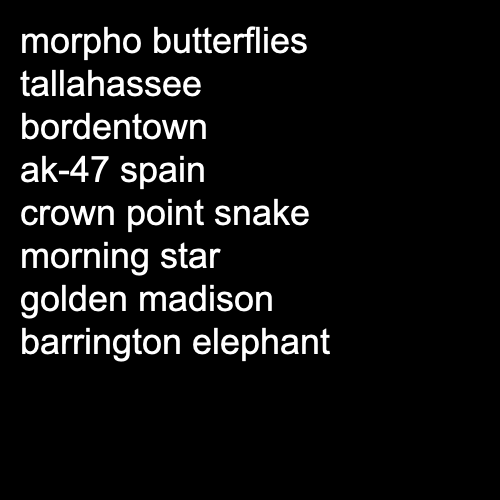 morpho butterflies
tallahassee
bordentown
ak-47 spain
crown point snake
morning star
golden madison
barrington elephant